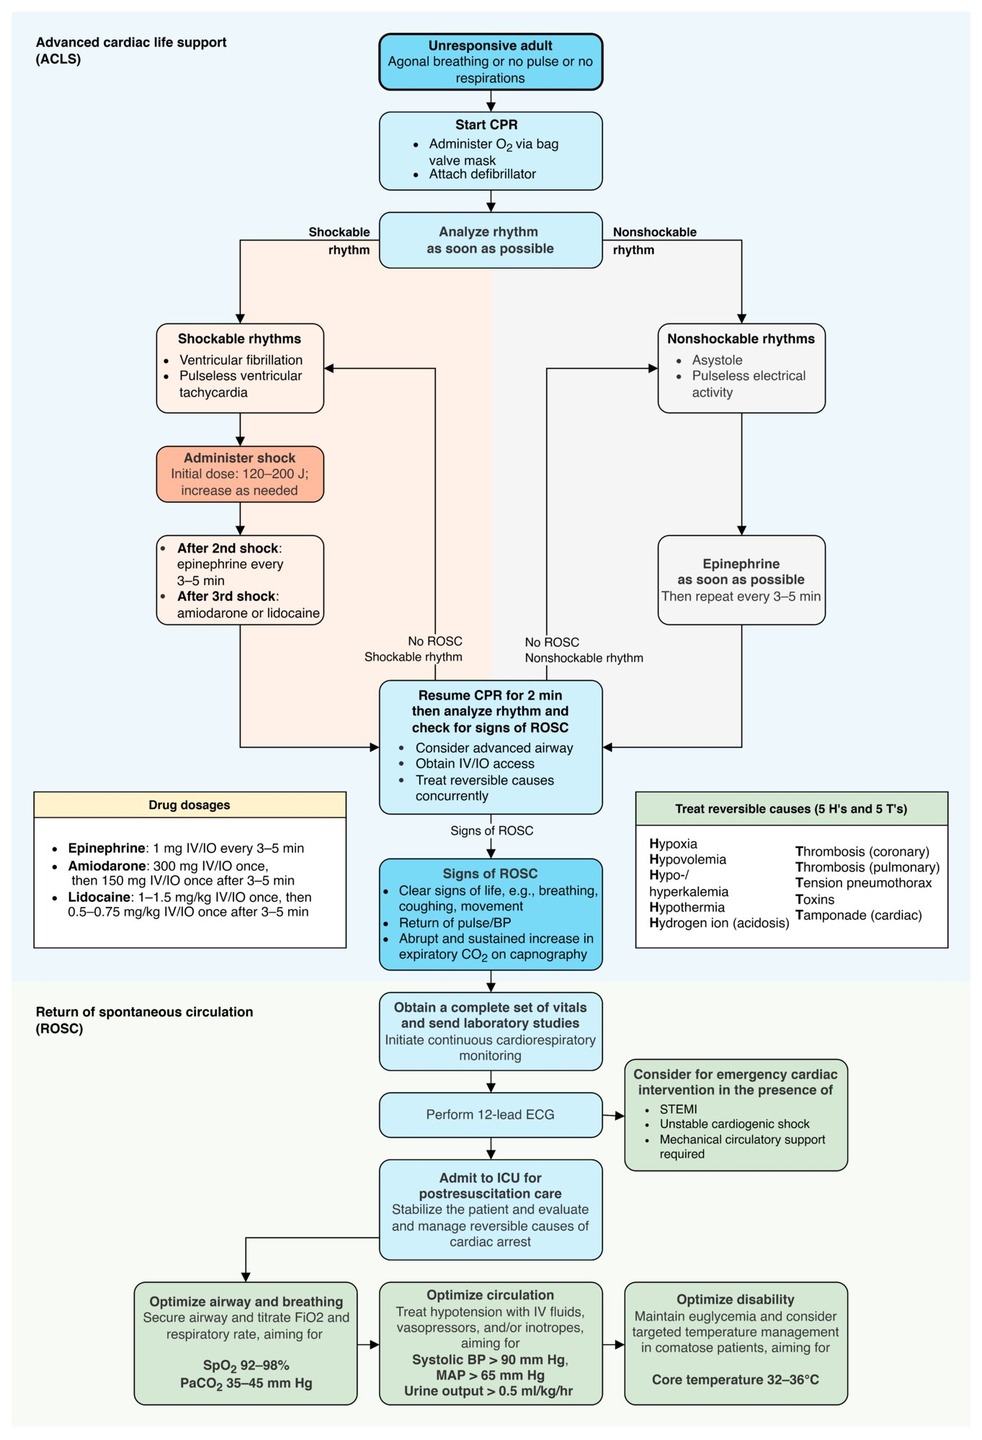 Advanced cardiac life support
(ACLS)
Unresponsive adult
Agonal breathing or no pulse or no
respirations
Start CPR
• Administer O2 via bag
valve mask
• Attach defibrillator
Analyze rhythm
as soon as possible
Shockable
rhythm
Nonshockable
rhythm
Shockable rhythms
• Ventricular fibrillation
• Pulseless ventricular
tachycardia
Nonshockable rhythms
• Asystole
• Pulseless electrical
activity
Administer shock
Initial dose: 120–200 J;
increase as needed
• After 2nd shock:
epinephrine every
3–5 min
• After 3rd shock:
amiodarone or lidocaine
Epinephrine
as soon as possible
Then repeat every 3–5 min
No ROSC
Shockable rhythm
No ROSC
Nonshockable rhythm
Resume CPR for 2 min
then analyze rhythm and
check for signs of ROSC
• Consider advanced airway
• Obtain IV/IO access
• Treat reversible causes
concurrently
Drug dosages
• Epinephrine: 1 mg IV/IO every 3–5 min
• Amiodarone: 300 mg IV/IO once,
then 150 mg IV/IO once after 3–5 min
• Lidocaine: 1–1.5 mg/kg IV/IO once, then
0.5–0.75 mg/kg IV/IO once after 3–5 min
Treat reversible causes (5 H's and 5 T's)
Hypoxia
Hypovolemia
Hypo-/
hyperkalemia
Hypothermia
Hydrogen ion (acidosis)
Thrombosis (coronary)
Thrombosis (pulmonary)
Tension pneumothorax
Toxins
Tamponade (cardiac)
Signs of ROSC
Signs of ROSC
• Clear signs of life, e.g., breathing,
coughing, movement
• Return of pulse/BP
• Abrupt and sustained increase in
expiratory CO2 on capnography
Return of spontaneous circulation
(ROSC)
Obtain a complete set of vitals
and send laboratory studies
Initiate continuous cardiorespiratory
monitoring
Perform 12-lead ECG
Consider for emergency cardiac
intervention in the presence of
• STEMI
• Unstable cardiogenic shock
• Mechanical circulatory support
required
Admit to ICU for
postresuscitation care
Stabilize the patient and evaluate
and manage reversible causes of
cardiac arrest
Optimize airway and breathing
Secure airway and titrate FiO2 and
respiratory rate, aiming for
SpO2 92–98%
PaCO2 35–45 mm Hg
Optimize circulation
Treat hypotension with IV fluids,
vasopressors, and/or inotropes,
aiming for
Systolic BP > 90 mm Hg,
MAP > 65 mm Hg
Urine output > 0.5 ml/kg/hr
Optimize disability
Maintain euglycemia and consider
targeted temperature management
in comatose patients, aiming for
Core temperature 32–36°C